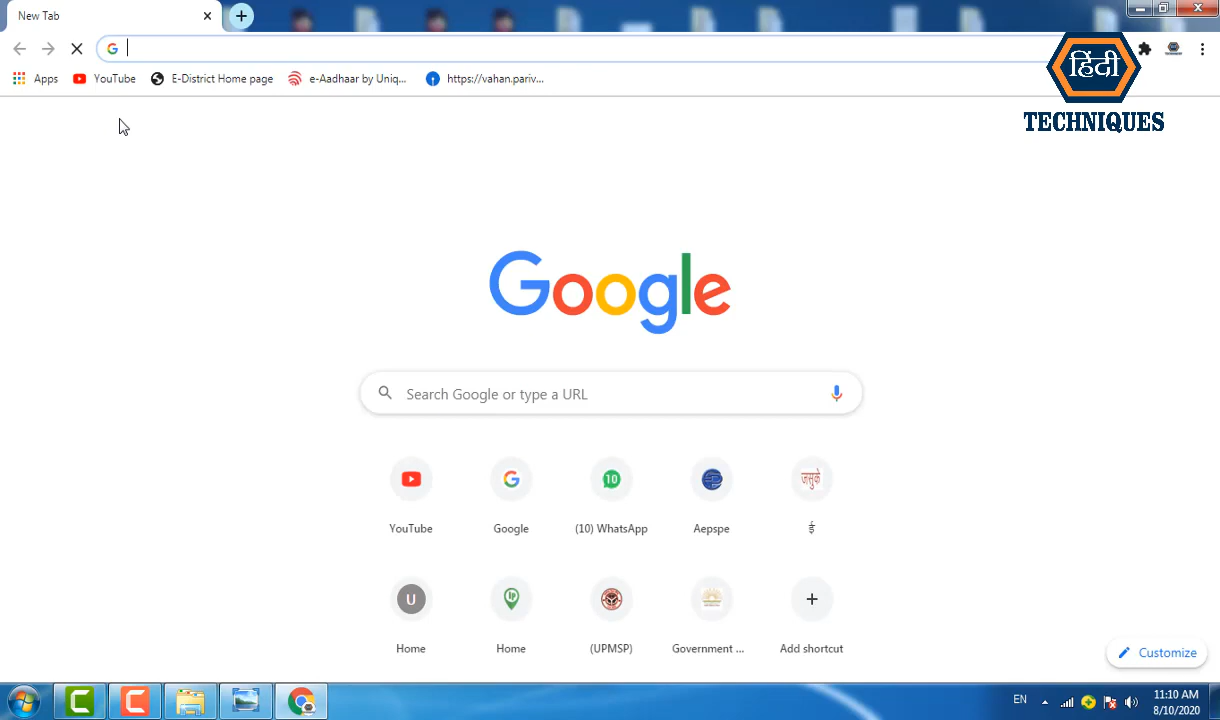 New Tab
Apps YouTube E-District Home page e-Aadhaar by Uniq... https://vahan.pariv...
हिंदी
TECHNIQUES
Google
Search Google or type a URL
10
जसुके
YouTube Google (10) WhatsApp Aepspe ई
U
UP
Home Home (UPMSP) Government ... Add shortcut
Customize
EN
11:10 AM
8/10/2020